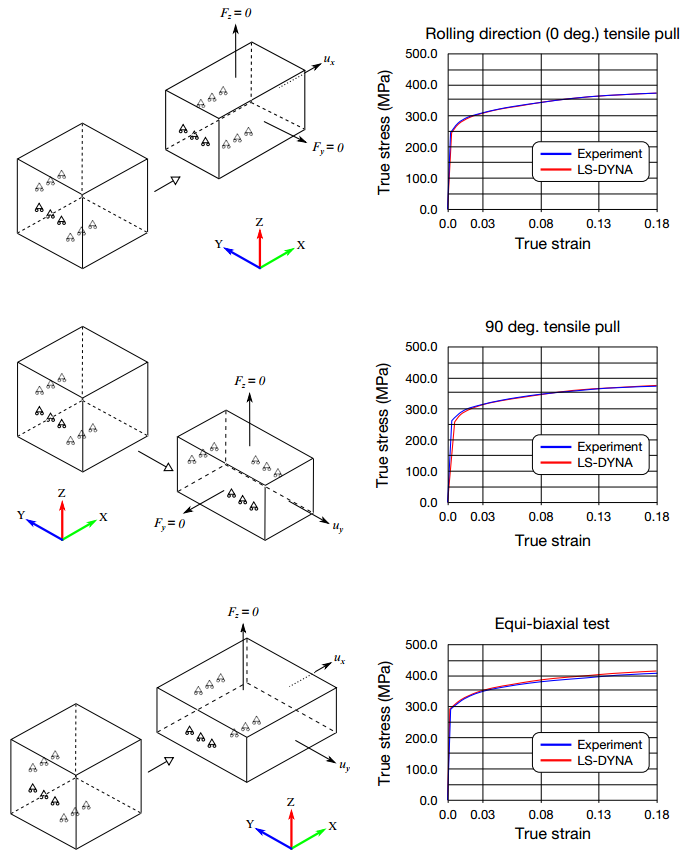 Rolling direction (0 deg.) tensile pull
F_z = 0
u_x
F_y = 0
Z
Y
X
True stress (MPa)
500.0
400.0
300.0
200.0
100.0
0.0
Experiment
LS-DYNA
0.0 0.03 0.08 0.13 0.18
True strain
90 deg. tensile pull
F_z = 0
F_y = 0
u_y
Z
Y
X
True stress (MPa)
500.0
400.0
300.0
200.0
100.0
0.0
Experiment
LS-DYNA
0.0 0.03 0.08 0.13 0.18
True strain
Equi-biaxial test
F_z = 0
u_x
u_y
Z
Y
X
True stress (MPa)
500.0
400.0
300.0
200.0
100.0
0.0
Experiment
LS-DYNA
0.0 0.03 0.08 0.13 0.18
True strain